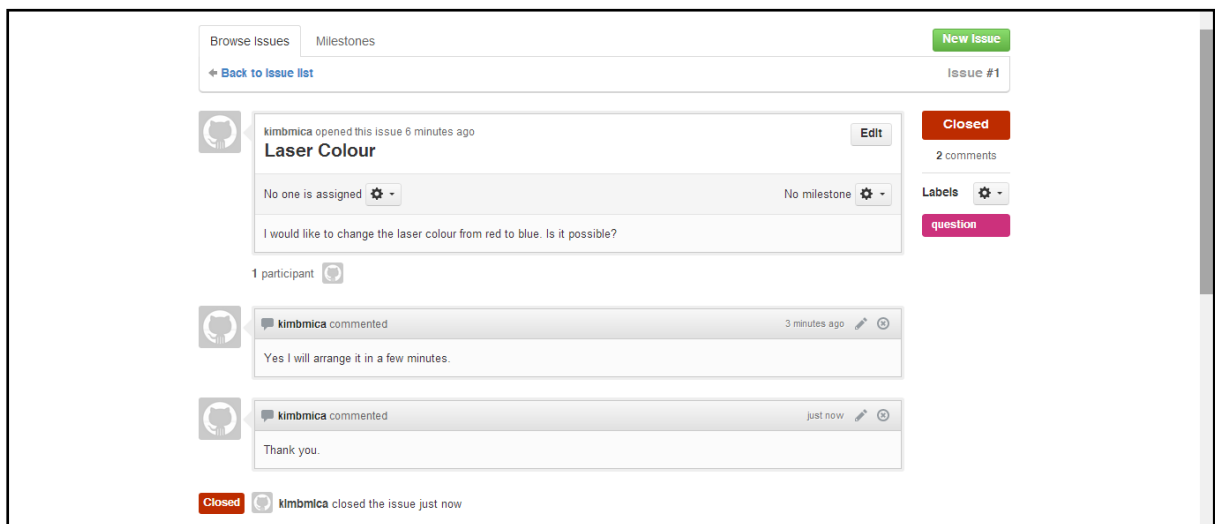 Browse Issues Milestones New Issue
Back to issue list Issue #1
kimbmica opened this issue 6 minutes ago
Laser Colour
Edit
Closed
2 comments
No one is assigned No milestone
Labels
question
I would like to change the laser colour from red to blue. Is it possible?
1 participant
kimbmica commented 3 minutes ago
Yes I will arrange it in a few minutes.
kimbmica commented just now
Thank you.
Closed kimbmica closed the issue just now